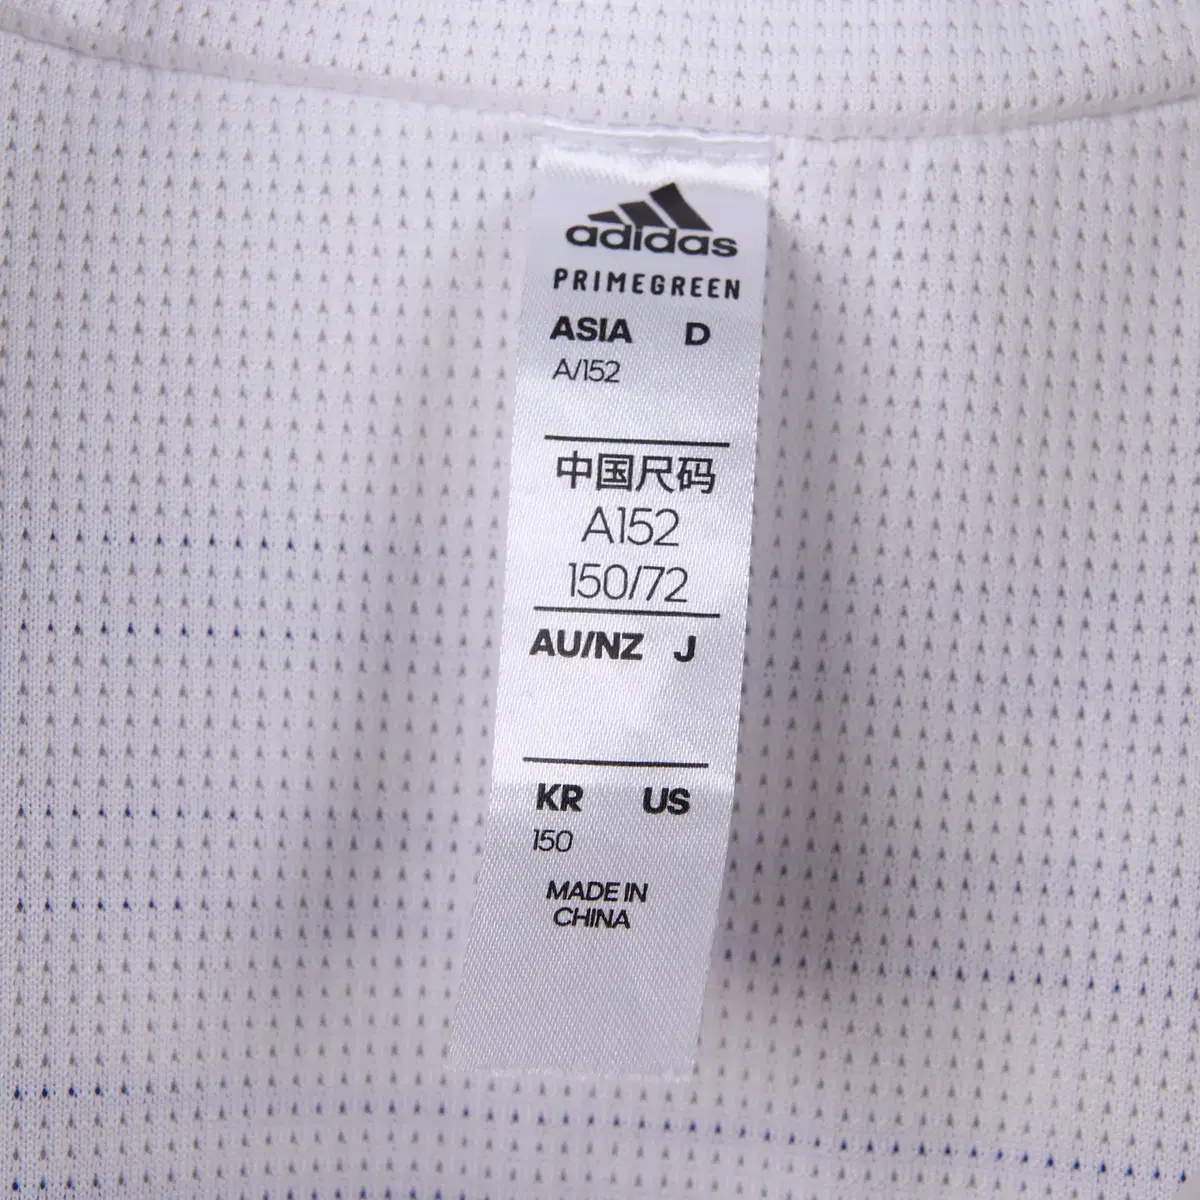 adidas
PRIMEGREEN
ASIA D
A/152
中国尺码
A152
150/72
AU/NZ J
KR US
150
MADE IN
CHINA